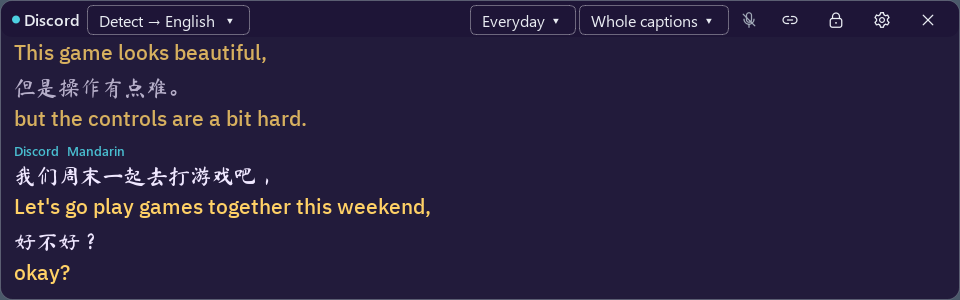 Discord Detect → English Everyday Whole captions
This game looks beautiful,
但是操作有点难。
but the controls are a bit hard.
Discord Mandarin
我们周末一起去打游戏吧，
Let's go play games together this weekend,
好不好？
okay?